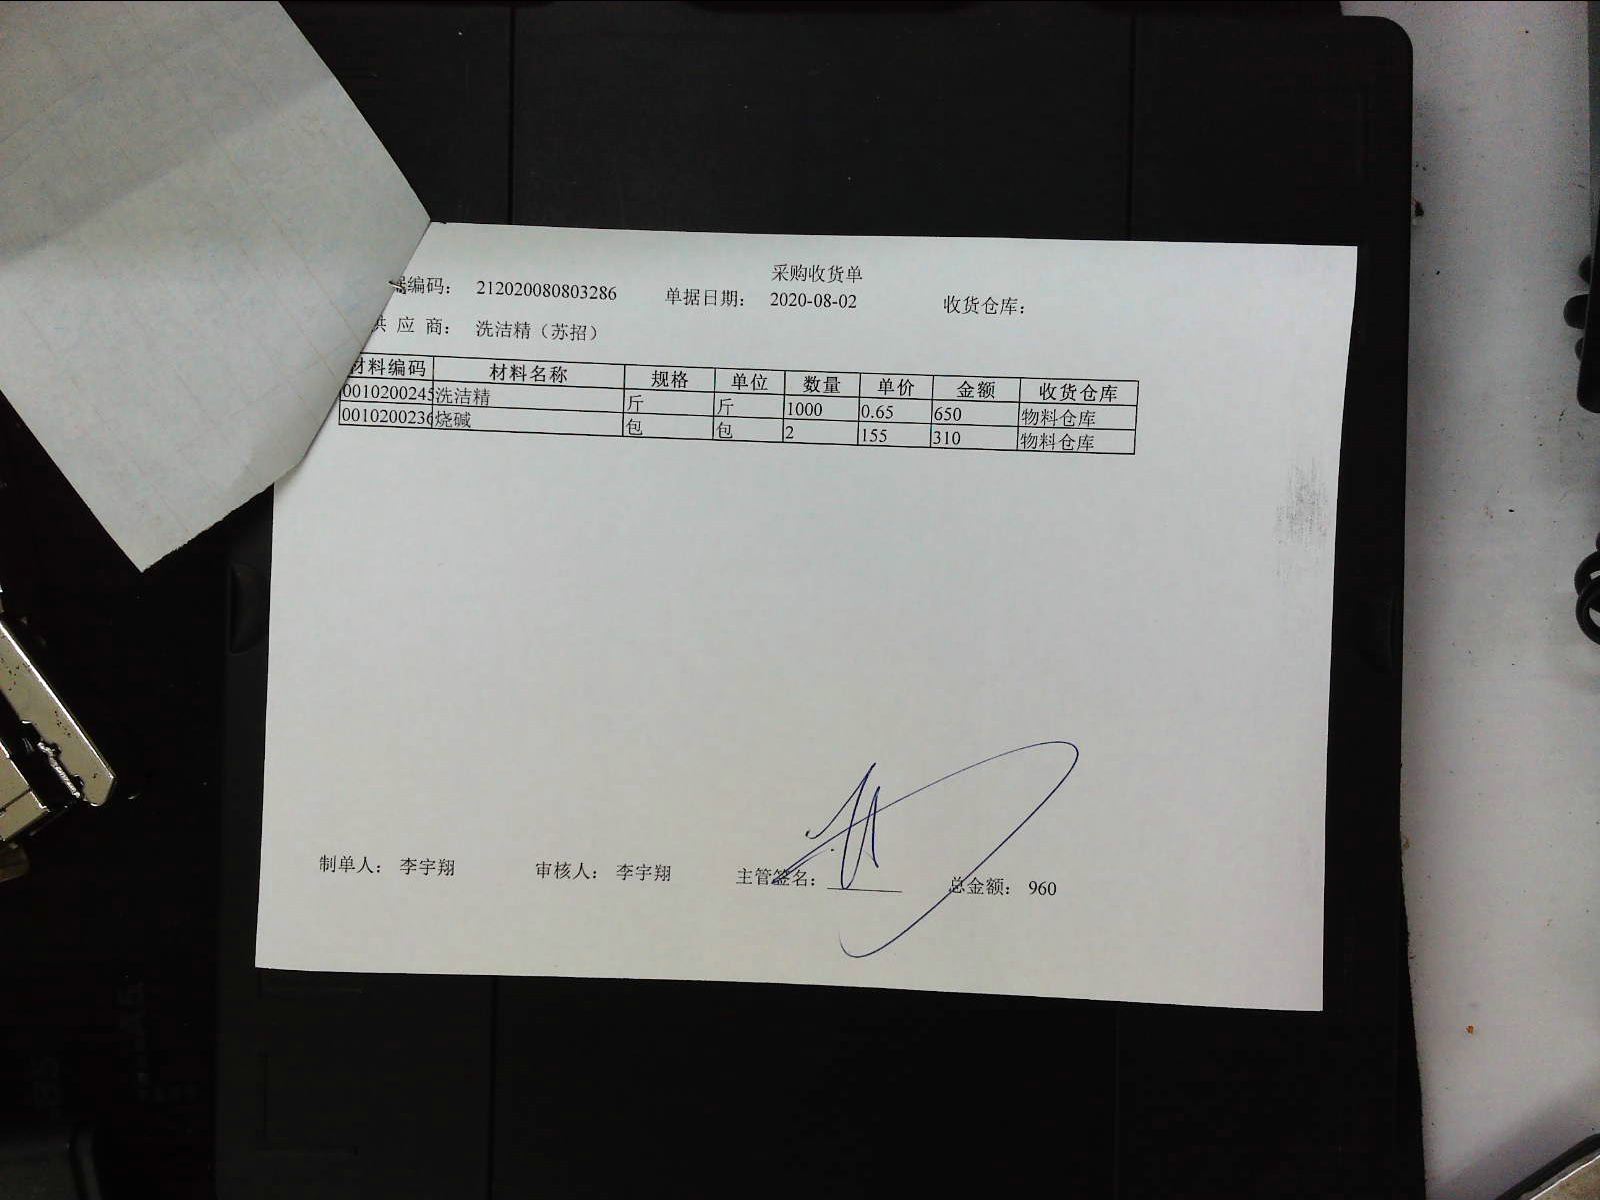 采购收货单
编码： 212020080803286 单据日期： 2020-08-02 收货仓库：
供 应 商： 洗洁精（苏招）
材料编码 材料名称 规格 单位 数量 单价 金额 收货仓库
0010200245 洗洁精 斤 斤 1000 0.65 650 物料仓库
0010200236 烧碱 包 包 2 155 310 物料仓库
制单人： 李宇翔 审核人： 李宇翔 主管签名： 总金额： 960